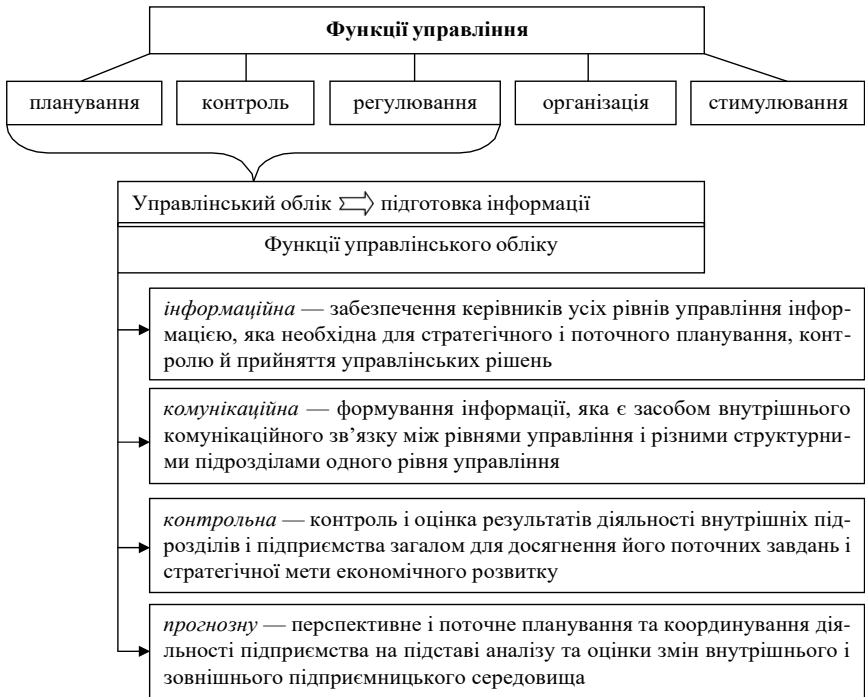 Функції управління
планування контроль регулювання організація стимулювання
Управлінський облік підготовка інформації
Функції управлінського обліку
інформаційна — забезпечення керівників усіх рівнів управління інфор-
мацією, яка необхідна для стратегічного і поточного планування, конт-
ролю й прийняття управлінських рішень
комунікаційна — формування інформації, яка є засобом внутрішнього
комунікаційного зв’язку між рівнями управління і різними структурни-
ми підрозділами одного рівня управління
контрольна — контроль і оцінка результатів діяльності внутрішніх під-
розділів і підприємства загалом для досягнення його поточних завдань і
стратегічної мети економічного розвитку
прогнозну — перспективне і поточне планування та координування дія-
льності підприємства на підставі аналізу та оцінки змін внутрішнього і
зовнішнього підприємницького середовища